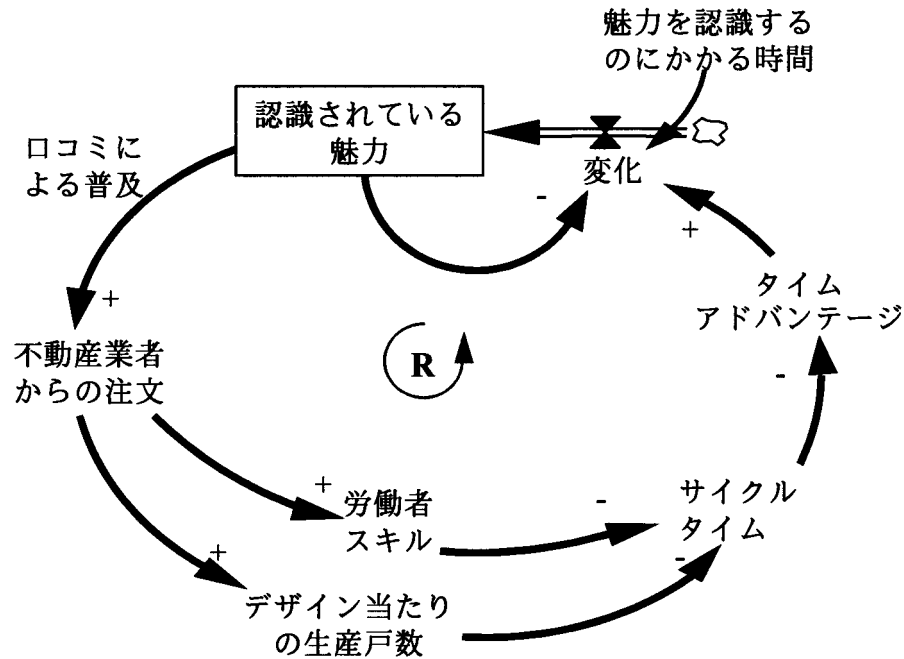 魅力を認識する
のにかかる時間
認識されている
魅力
変化
口コミに
よる普及
-
+
+
タイム
アドバンテージ
不動産業者
からの注文
R
-
+
労働者
スキル
-
サイクル
タイム
+
-
デザイン当たり
の生産戸数